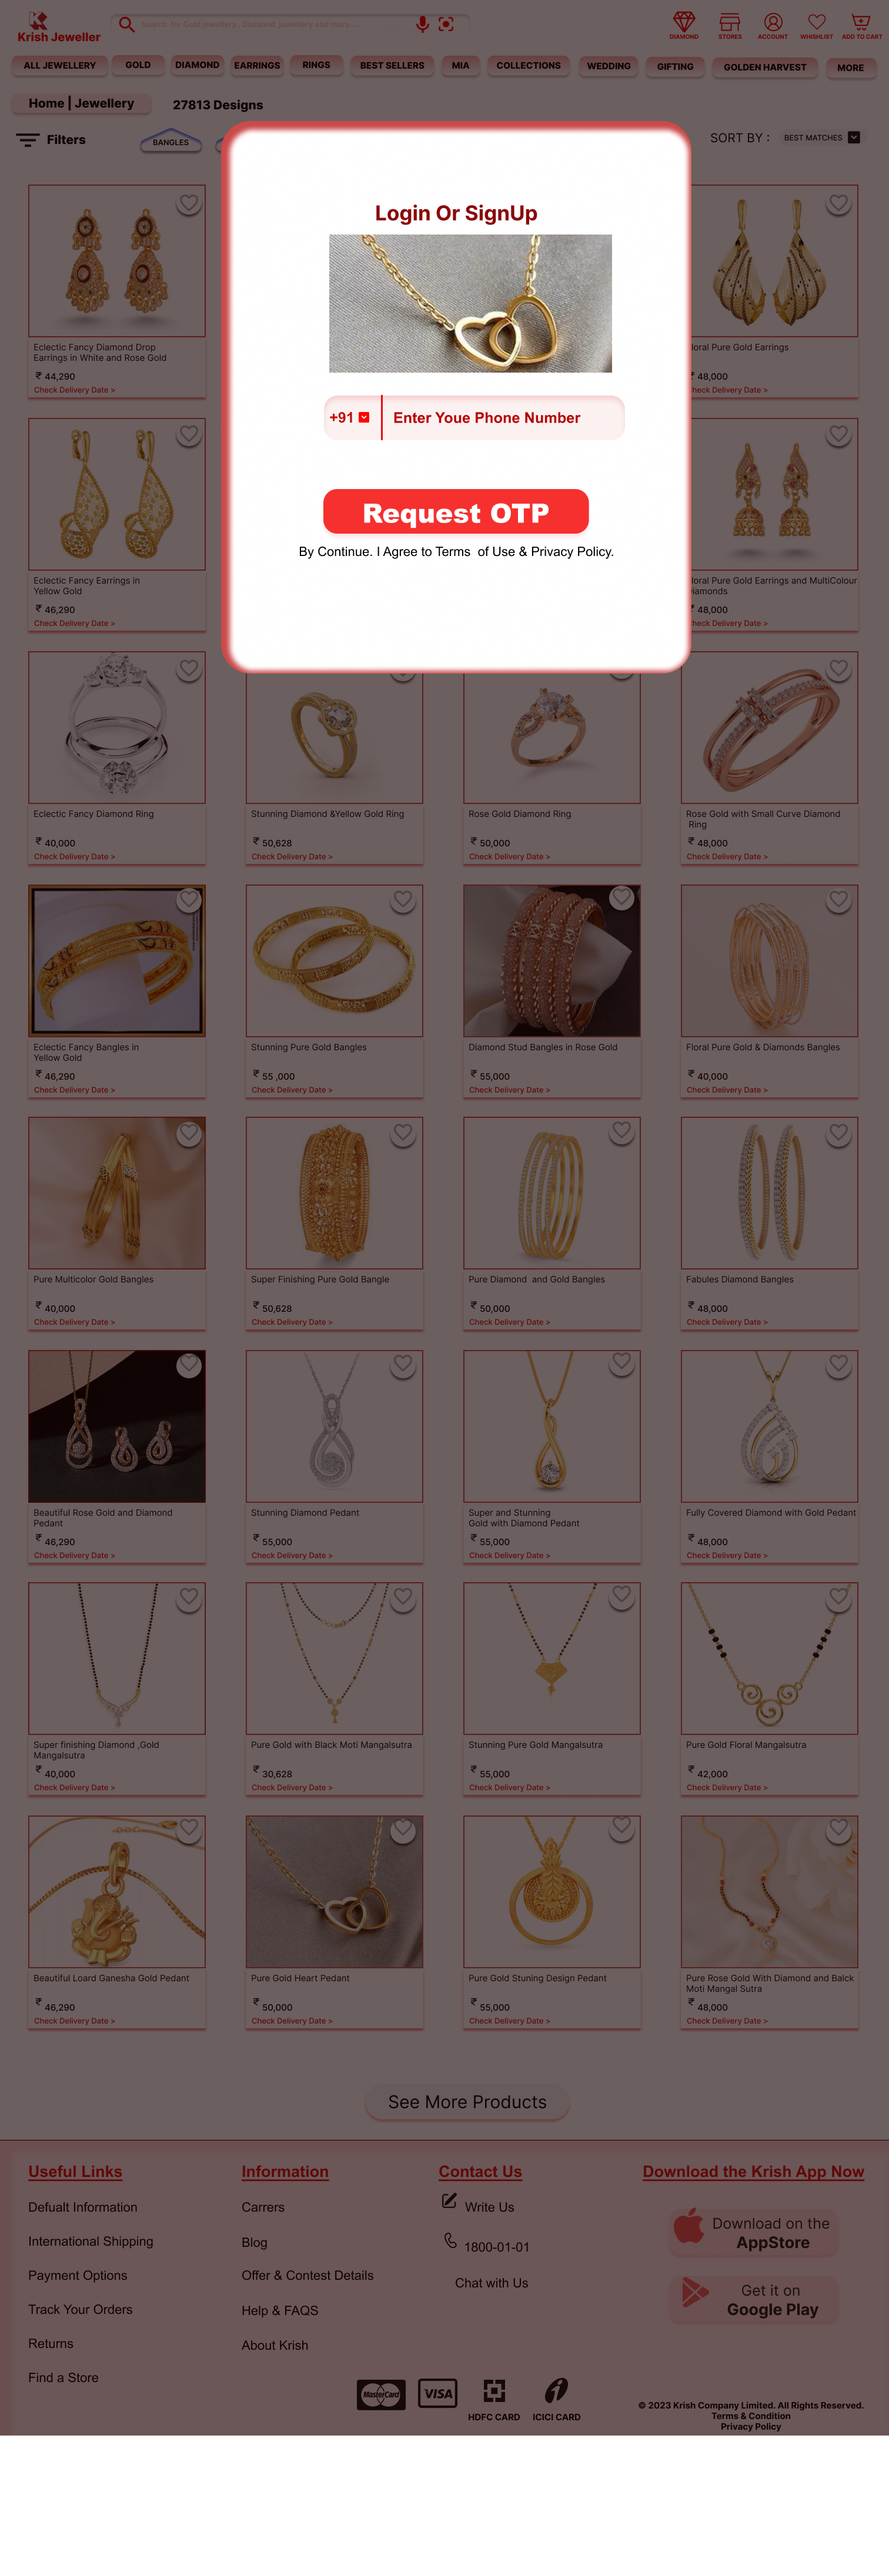 Krish Jeweller
Search for Gold jewellery , Diamond jewellery and more....
DIAMOND
STORES
ACCOUNT
WHISHLIST
ADD TO CART
ALL JEWELLERY
GOLD
DIAMOND
EARRINGS
RINGS
BEST SELLERS
MIA
COLLECTIONS
WEDDING
GIFTING
GOLDEN HARVEST
MORE
Home | Jewellery
27813 Designs
Filters
BANGLES
SORT BY :
BEST MATCHES
Login Or SignUp
+91
Enter Youe Phone Number
Request OTP
By Continue. I Agree to Terms of Use & Privacy Policy.
Eclectic Fancy Diamond Drop
Earrings in White and Rose Gold
₹ 44,290
Check Delivery Date >
loral Pure Gold Earrings
₹ 48,000
heck Delivery Date >
Eclectic Fancy Earrings in
Yellow Gold
₹ 46,290
Check Delivery Date >
loral Pure Gold Earrings and MultiColour
iamonds
₹ 48,000
heck Delivery Date >
Eclectic Fancy Diamond Ring
₹ 40,000
Check Delivery Date >
Stunning Diamond &Yellow Gold Ring
₹ 50,628
Check Delivery Date >
Rose Gold Diamond Ring
₹ 50,000
Check Delivery Date >
Rose Gold with Small Curve Diamond
Ring
₹ 48,000
Check Delivery Date >
Eclectic Fancy Bangles in
Yellow Gold
₹ 46,290
Check Delivery Date >
Stunning Pure Gold Bangles
₹ 55 ,000
Check Delivery Date >
Diamond Stud Bangles in Rose Gold
₹ 55,000
Check Delivery Date >
Floral Pure Gold & Diamonds Bangles
₹ 40,000
Check Delivery Date >
Pure Multicolor Gold Bangles
₹ 40,000
Check Delivery Date >
Super Finishing Pure Gold Bangle
₹ 50,628
Check Delivery Date >
Pure Diamond and Gold Bangles
₹ 50,000
Check Delivery Date >
Fabules Diamond Bangles
₹ 48,000
Check Delivery Date >
Beautiful Rose Gold and Diamond
Pedant
₹ 46,290
Check Delivery Date >
Stunning Diamond Pedant
₹ 55,000
Check Delivery Date >
Super and Stunning
Gold with Diamond Pedant
₹ 55,000
Check Delivery Date >
Fully Covered Diamond with Gold Pedant
₹ 48,000
Check Delivery Date >
Super finishing Diamond ,Gold
Mangalsutra
₹ 40,000
Check Delivery Date >
Pure Gold with Black Moti Mangalsutra
₹ 30,628
Check Delivery Date >
Stunning Pure Gold Mangalsutra
₹ 55,000
Check Delivery Date >
Pure Gold Floral Mangalsutra
₹ 42,000
Check Delivery Date >
Beautiful Loard Ganesha Gold Pedant
₹ 46,290
Check Delivery Date >
Pure Gold Heart Pedant
₹ 50,000
Check Delivery Date >
Pure Gold Stuning Design Pedant
₹ 55,000
Check Delivery Date >
Pure Rose Gold With Diamond and Balck
Moti Mangal Sutra
₹ 48,000
Check Delivery Date >
See More Products
Useful Links
Defualt Information
International Shipping
Payment Options
Track Your Orders
Returns
Find a Store
Information
Carrers
Blog
Offer & Contest Details
Help & FAQS
About Krish
Contact Us
Write Us
1800-01-01
Chat with Us
Download the Krish App Now
Download on the
AppStore
Get it on
Google Play
MasterCard
VISA
HDFC CARD
ICICI CARD
© 2023 Krish Company Limited. All Rights Reserved.
Terms & Condition
Privacy Policy